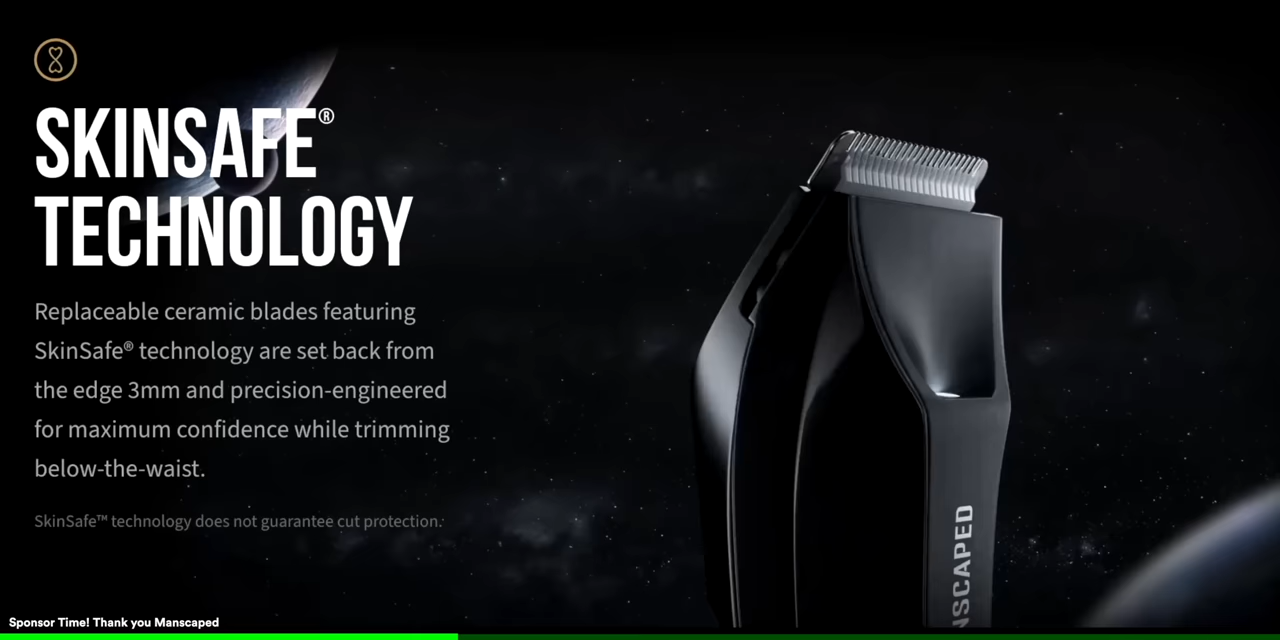 SKINSAFE®
TECHNOLOGY
Replaceable ceramic blades featuring
SkinSafe® technology are set back from
the edge 3mm and precision-engineered
for maximum confidence while trimming
below-the-waist.
SkinSafe™ technology does not guarantee cut protection.
NSCAPED
Sponsor Time! Thank you Manscaped